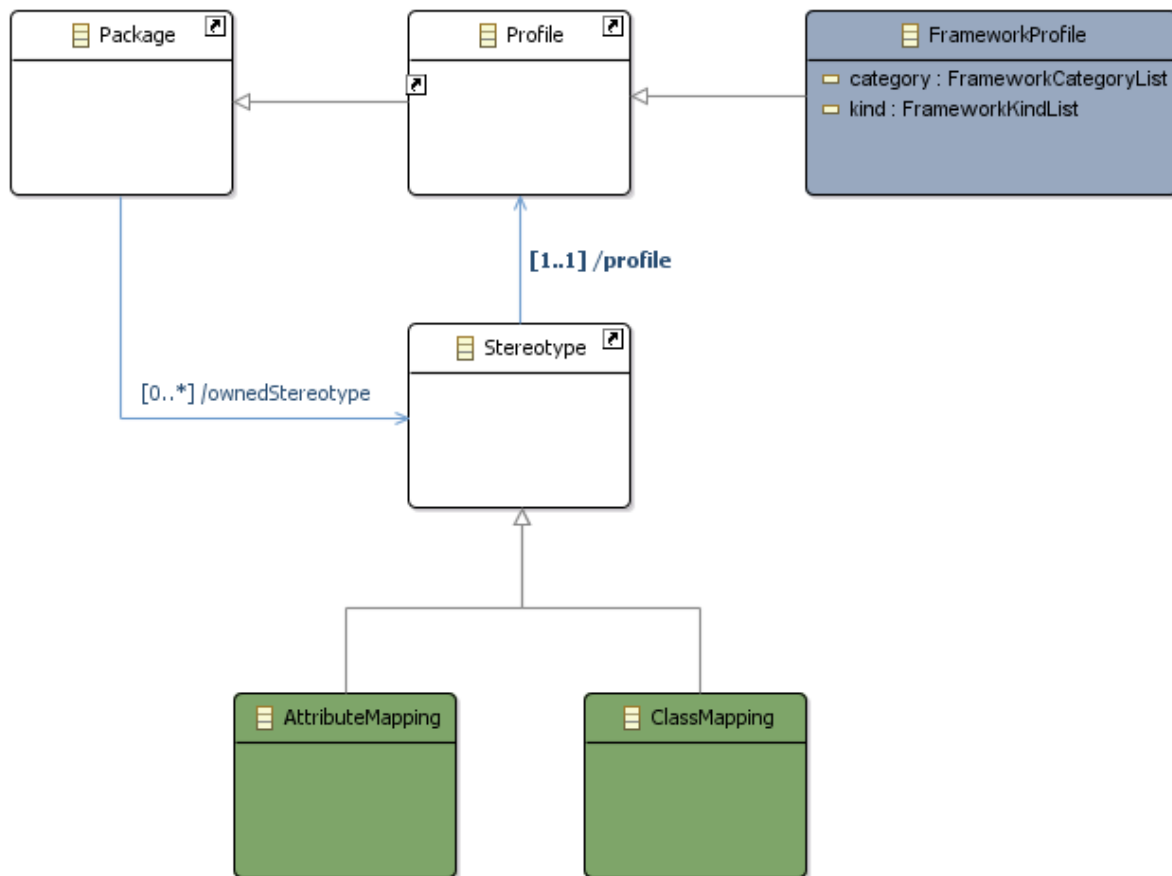 Package
Profile
FrameworkProfile
category : FrameworkCategoryList
kind : FrameworkKindList
[1..1] /profile
Stereotype
[0..*] /ownedStereotype
AttributeMapping
ClassMapping